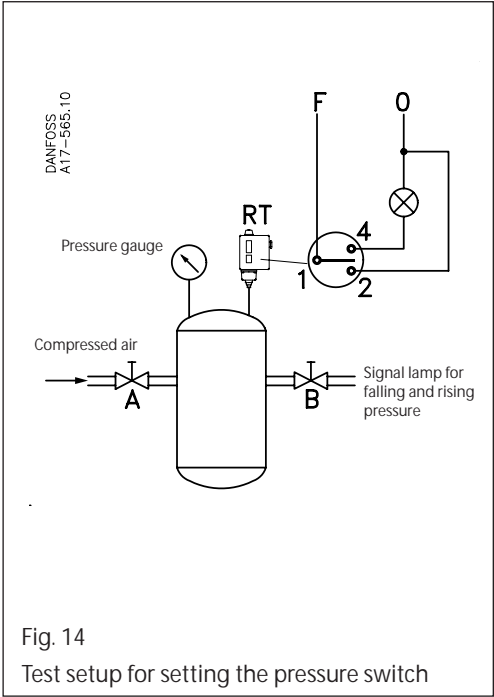 DANFOSS
A17-565.10
F
O
RT
4
1
2
Pressure gauge
Compressed air
A
B
Signal lamp for
falling and rising
pressure
Fig. 14
Test setup for setting the pressure switch